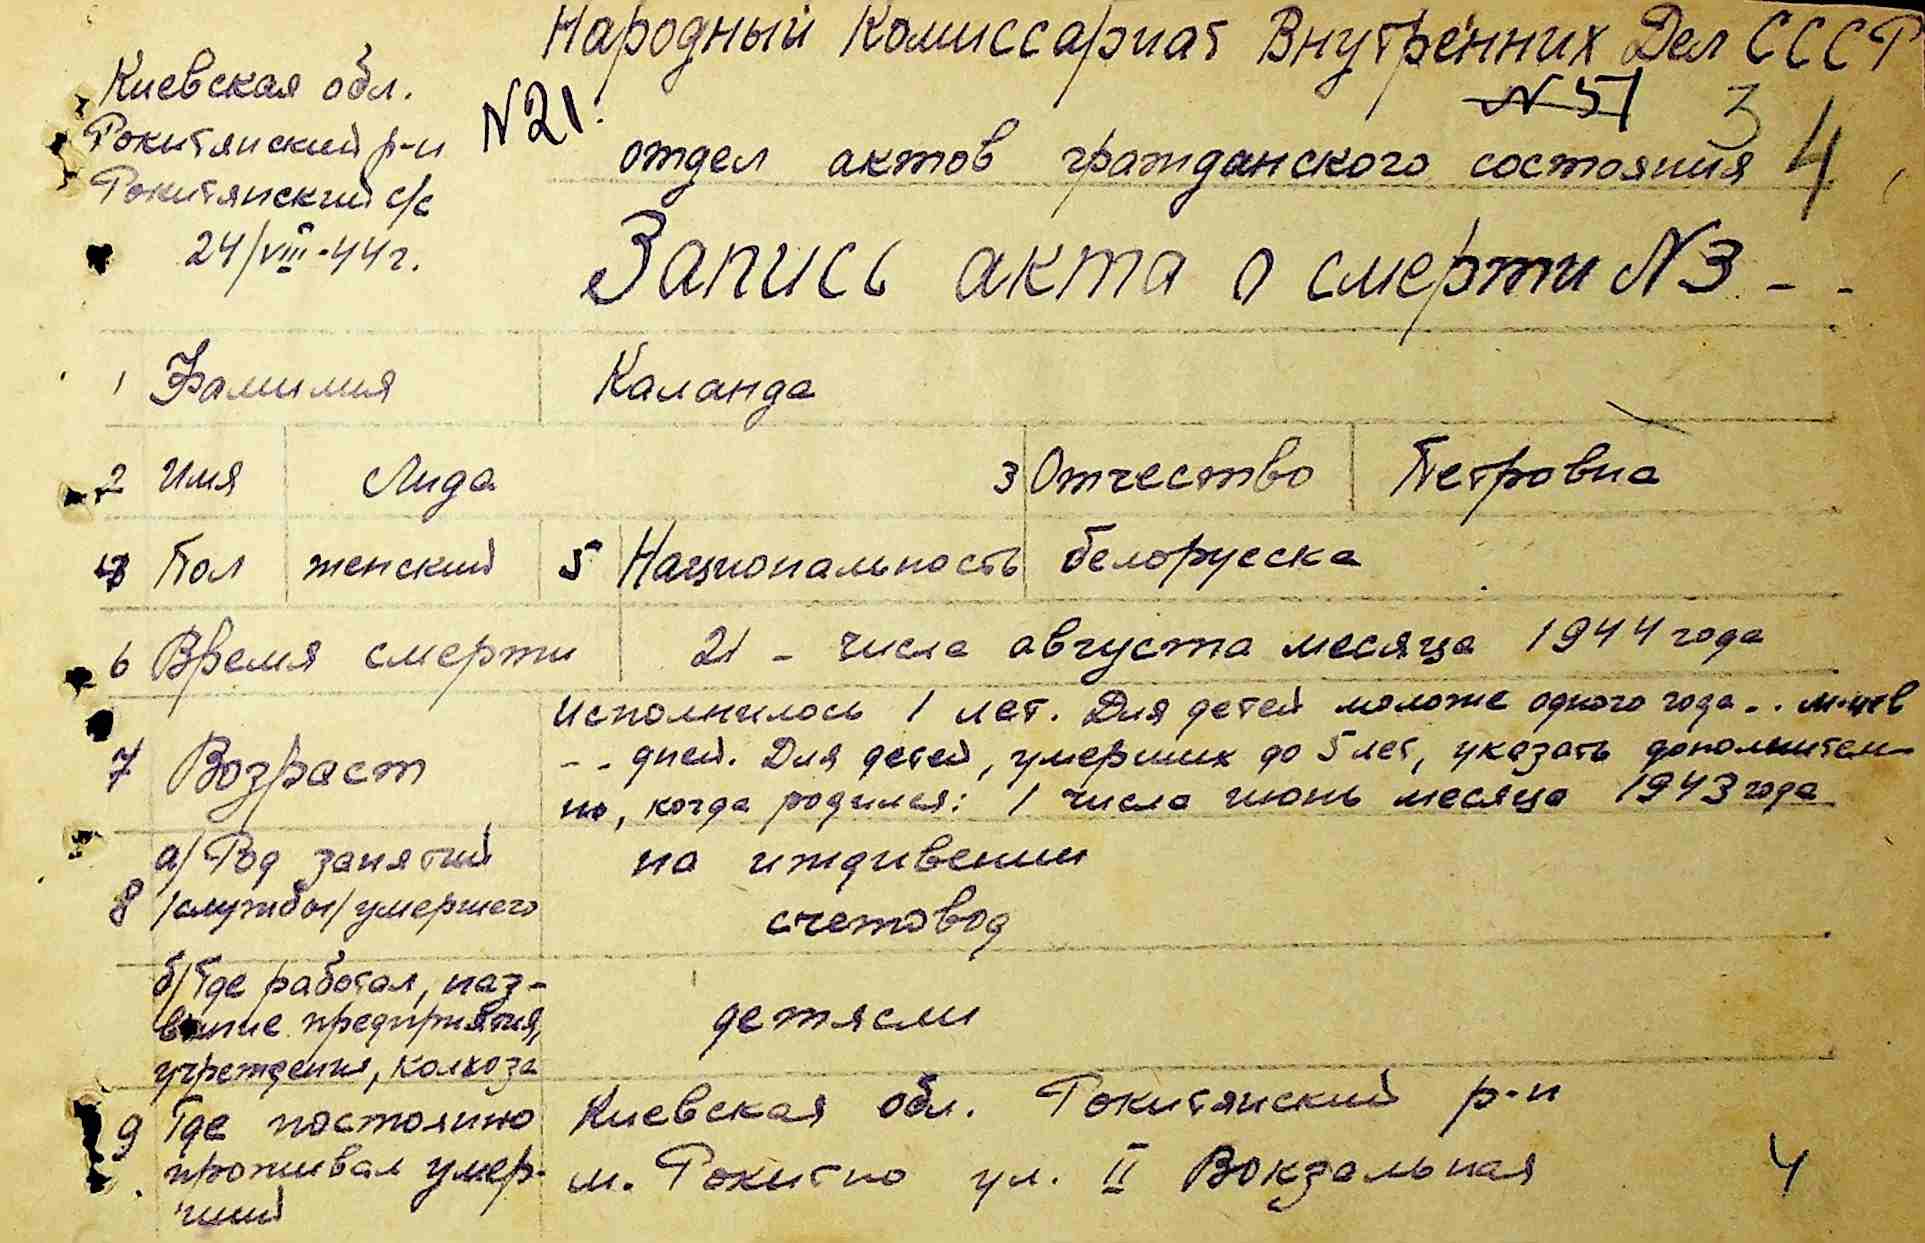 Народный Комиссариат Внутренних Дел СССР
Киевская обл.
Рокитянский р-н
Рокитянский с/с
24/VIII-44г.
N21.
N 51
3
4
отдел актов гражданского состояния
Запись акта о смерти N3 - -
1 Фамилия Каланда
2 Имя Лида 3 Отчество Петровна
4 Пол женский 5 Национальность белорусска
6 Время смерти 21 - числа августа месяца 1944 года
7 Возраст
Исполнилось 1 лет. Для детей моложе одного года - . м-цев
- - дней. Для детей, умерших до 5 лет, указать дополнитель-
но, когда родился: 1 числа июнь месяца 1943 года
8 а/ Род занятий на иждивении
/службы/ умершего счетовод
б/ Где работал, наз-
вание предприятия, детясли
учреждения, колхоза
9 Где постоянно Киевская обл. Рокитянский р-н
проживал умер- м. Рокитно ул. II Вокзальная
ший
4